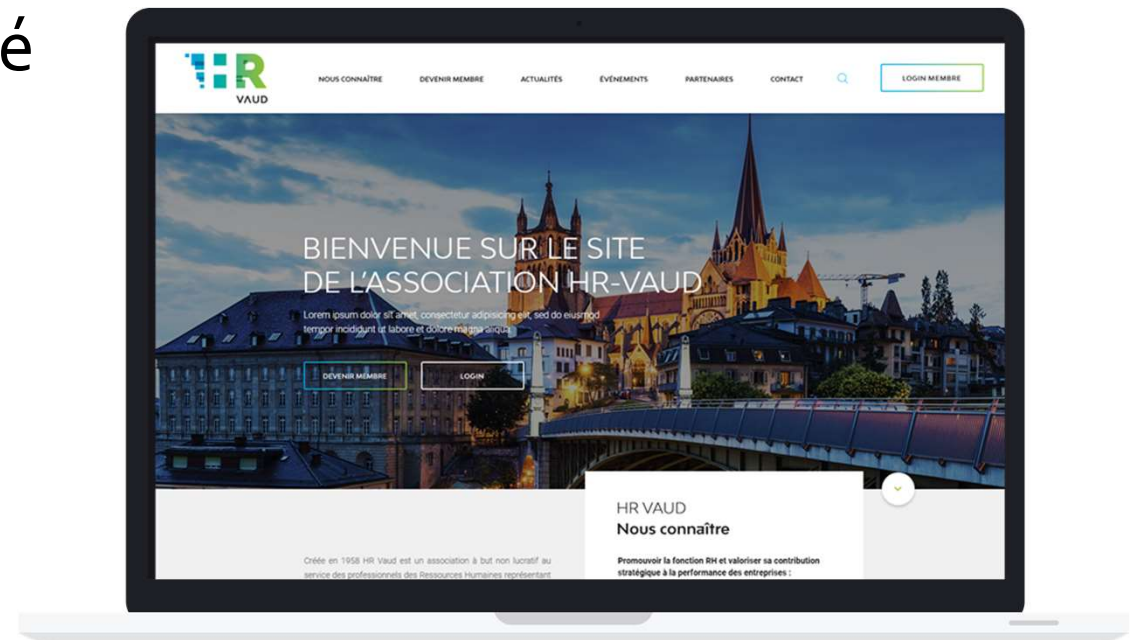 é
HR
VAUD
NOUS CONNAÎTRE DEVENIR MEMBRE ACTUALITÉS ÉVÉNEMENTS PARTENAIRES CONTACT LOGIN MEMBRE
BIENVENUE SUR LE SITE
DE L'ASSOCIATION HR-VAUD
Lorem ipsum dolor sit amet, consectetur adipisicing elit, sed do eiusmod
tempor incididunt ut labore et dolore magna aliqua.
DEVENIR MEMBRE LOGIN
HR VAUD
Nous connaître
Créée en 1958 HR Vaud est un association à but non lucratif au
service des professionnels des Ressources Humaines représentant
Promouvoir la fonction RH et valoriser sa contribution
stratégique à la performance des entreprises :